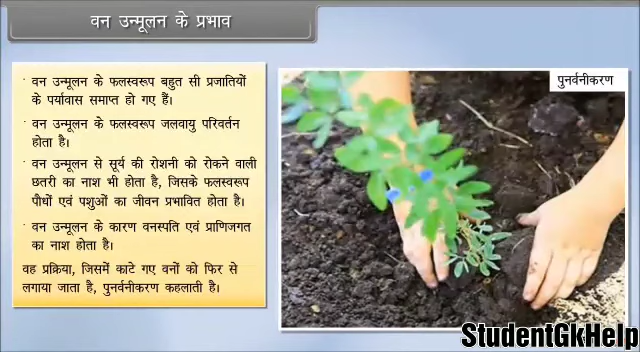 वन उन्मूलन के प्रभाव
· वन उन्मूलन के फलस्वरूप बहुत सी प्रजातियों
के पर्यावास समाप्त हो गए हैं।
· वन उन्मूलन के फलस्वरूप जलवायु परिवर्तन
होता है।
· वन उन्मूलन से सूर्य की रोशनी को रोकने वाली
छतरी का नाश भी होता है, जिसके फलस्वरूप
पौधों एवं पशुओं का जीवन प्रभावित होता है।
· वन उन्मूलन के कारण वनस्पति एवं प्राणिजगत
का नाश होता है।
वह प्रक्रिया, जिसमें काटे गए वनों को फिर से
लगाया जाता है, पुनर्वनीकरण कहलाती है।
पुनर्वनीकरण
StudentGkHelp